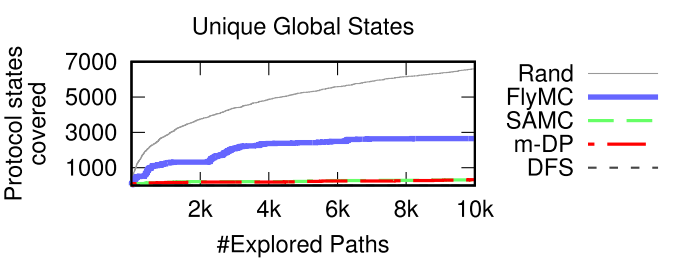 Unique Global States
Protocol states
covered
7000
5000
3000
1000
2k 4k 6k 8k 10k
#Explored Paths
Rand
FlyMC
SAMC
m-DP
DFS